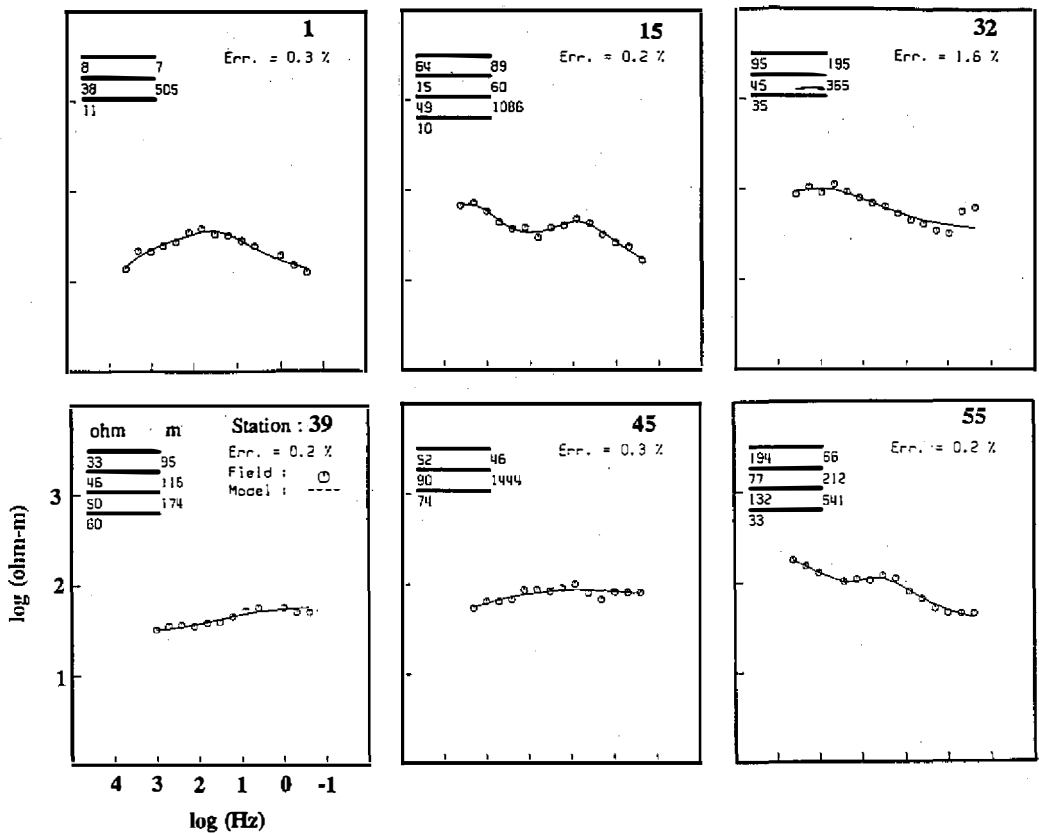 1
Err. = 0.3 %
8 7
38 505
11
15
Err. = 0.2 %
64 89
15 60
49 1086
10
32
Err. = 1.6 %
95 195
45 365
35
ohm m
Station : 39
Err. = 0.2 %
Field :
Model :
33 95
46 116
50 174
60
45
Err. = 0.3 %
52 46
90 1444
74
55
Err. = 0.2 %
194 66
77 212
132 541
33
log (ohm-m)
3
2
1
4 3 2 1 0 -1
log (Hz)